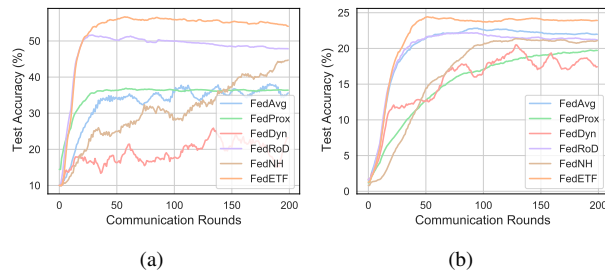 50
40
30
20
10
Test Accuracy (%)
0
50
100
150
200
Communication Rounds
FedAvg
FedProx
FedDyn
FedRoD
FedNH
FedETF
(a)
25
20
15
10
5
0
Test Accuracy (%)
0
50
100
150
200
Communication Rounds
FedAvg
FedProx
FedDyn
FedRoD
FedNH
FedETF
(b)